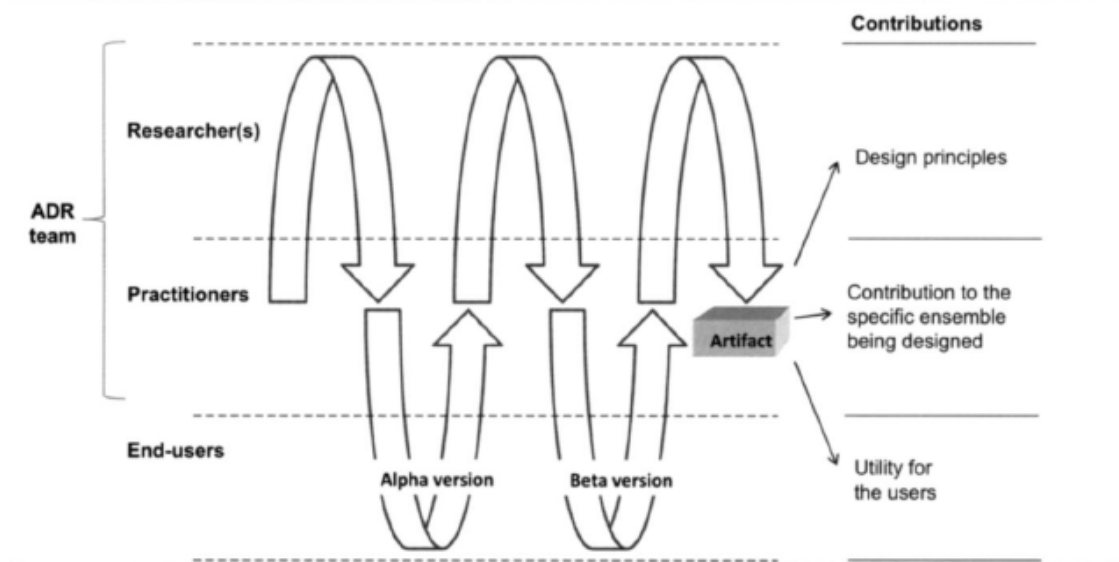 Contributions
Researcher(s)
Design principles
ADR
team
Practitioners
Contribution to the
specific ensemble
being designed
Artifact
End-users
Alpha version
Beta version
Utility for
the users